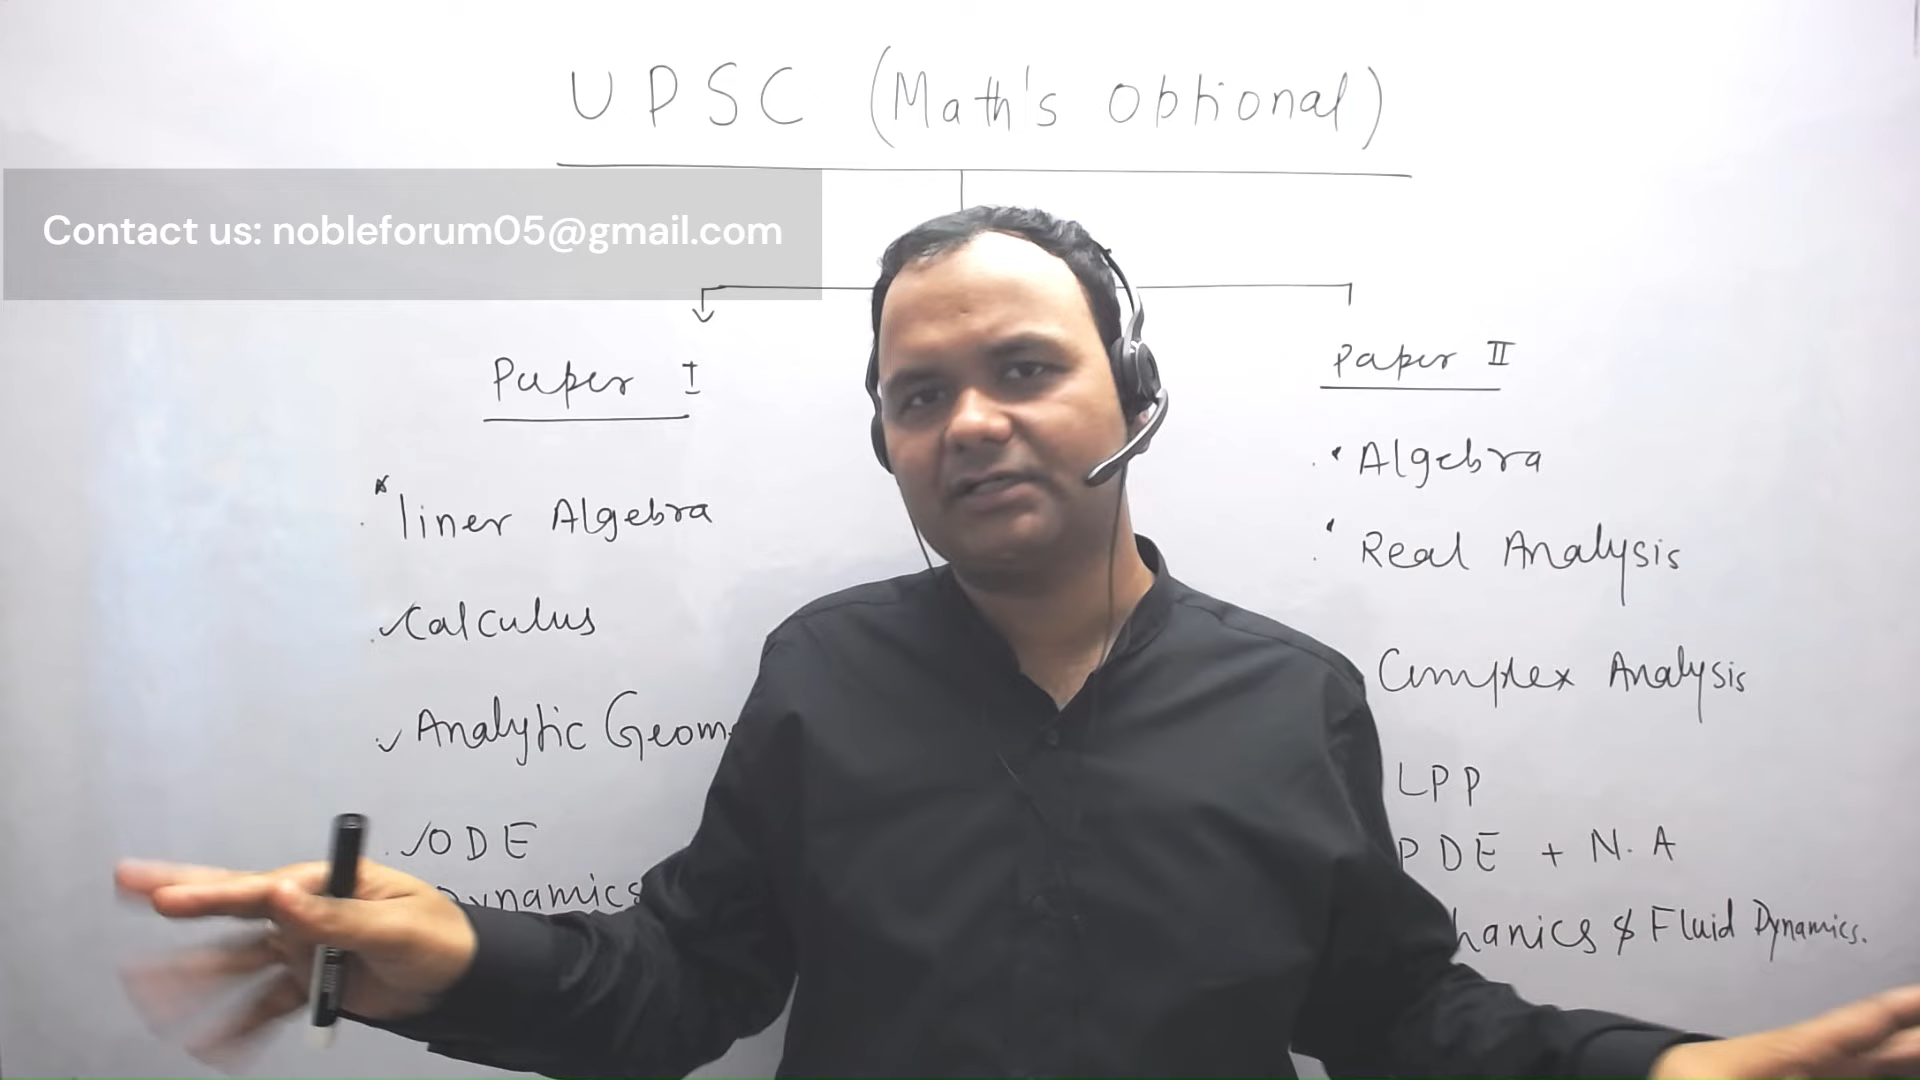 UPSC (Math's Optional)
Contact us: nobleforum05@gmail.com
Paper I
liner Algebra
Calculus
Analytic Geom
ODE
Dynamics
Paper II
Algebra
Real Analysis
Complex Analysis
LPP
PDE + N.A
hanics & Fluid Dynamics.